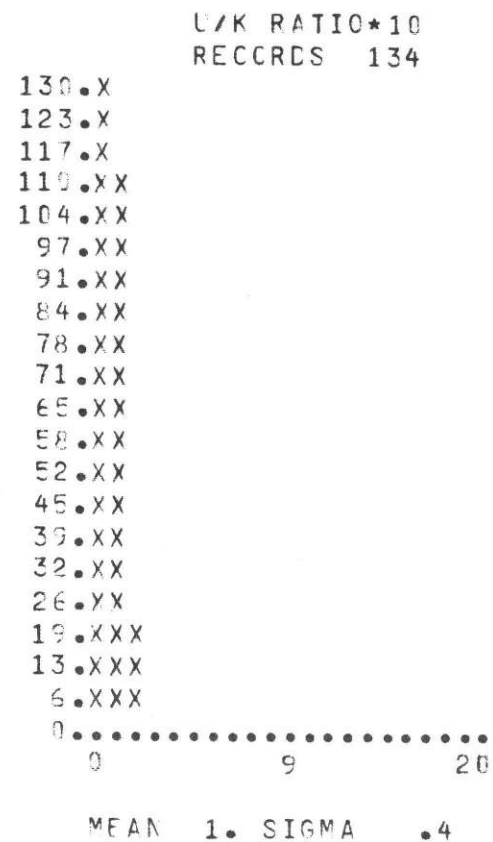 U/K RATIO*10
RECORDS 134
130.X
123.X
117.X
110.XX
104.XX
97.XX
91.XX
84.XX
78.XX
71.XX
65.XX
58.XX
52.XX
45.XX
39.XX
32.XX
26.XX
19.XXX
13.XXX
6.XXX
0.....................
0 9 20
MEAN 1. SIGMA .4